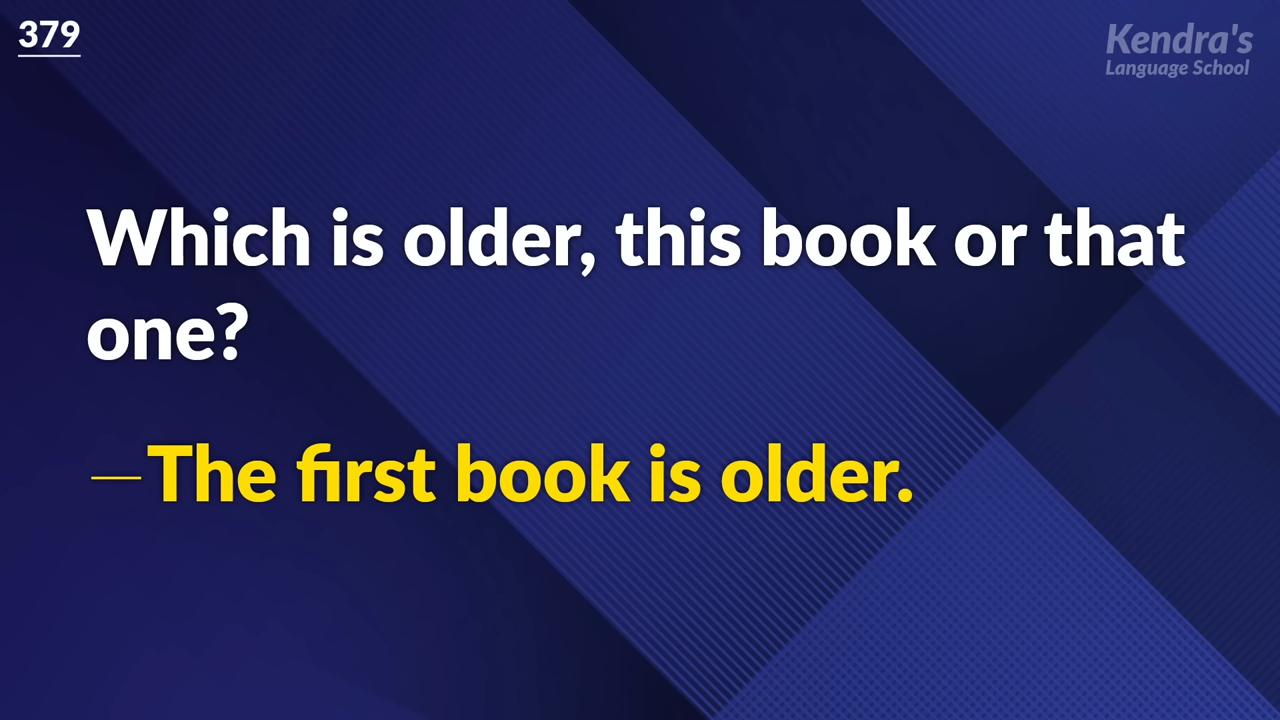 379
Kendra's
Language School
Which is older, this book or that
one?
—The first book is older.